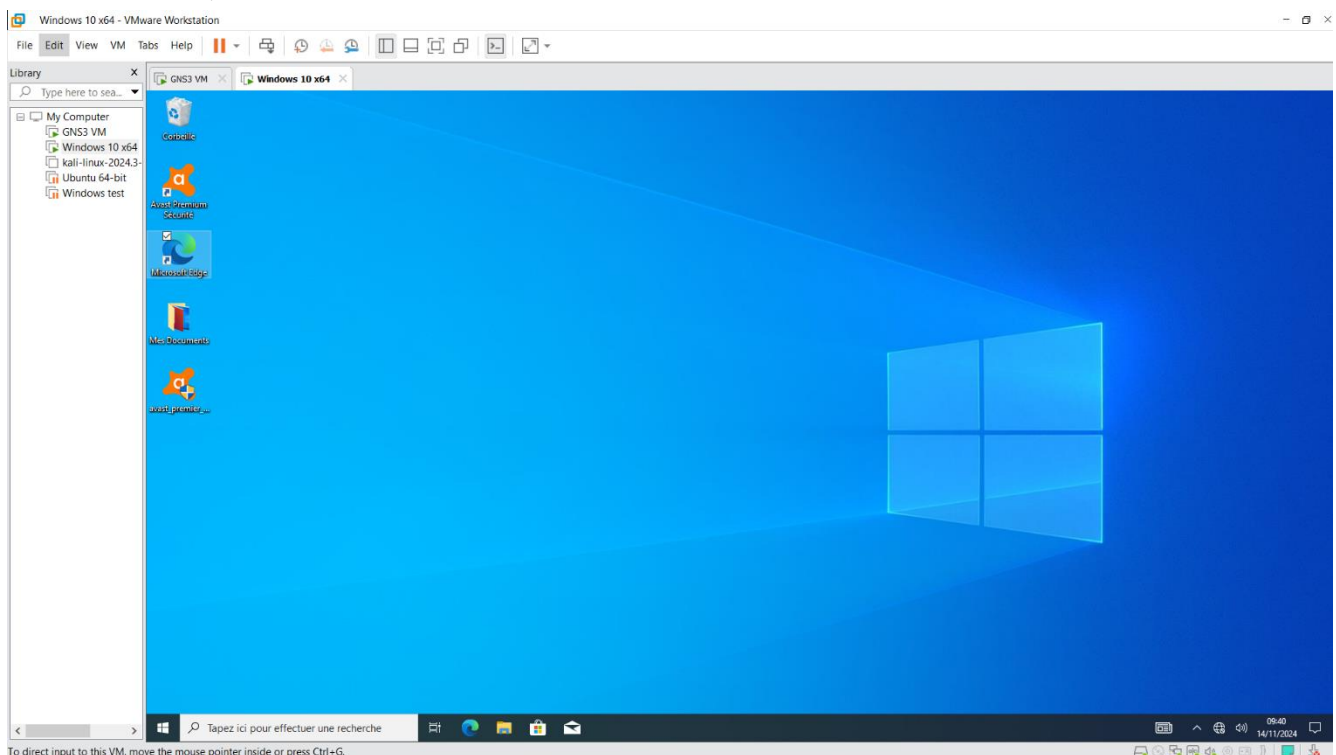 Windows 10 x64 - VMware Workstation
File Edit View VM Tabs Help
Library
GNS3 VM
Windows 10 x64
Type here to sea...
My Computer
GNS3 VM
Windows 10 x64
kali-linux-2024.3-
Ubuntu 64-bit
Windows test
Corbeille
Avast Premium
Sécurité
Microsoft Edge
Mes Documents
avast_premier_...
Tapez ici pour effectuer une recherche
09:40
14/11/2024
To direct input to this VM, move the mouse pointer inside or press Ctrl+G.